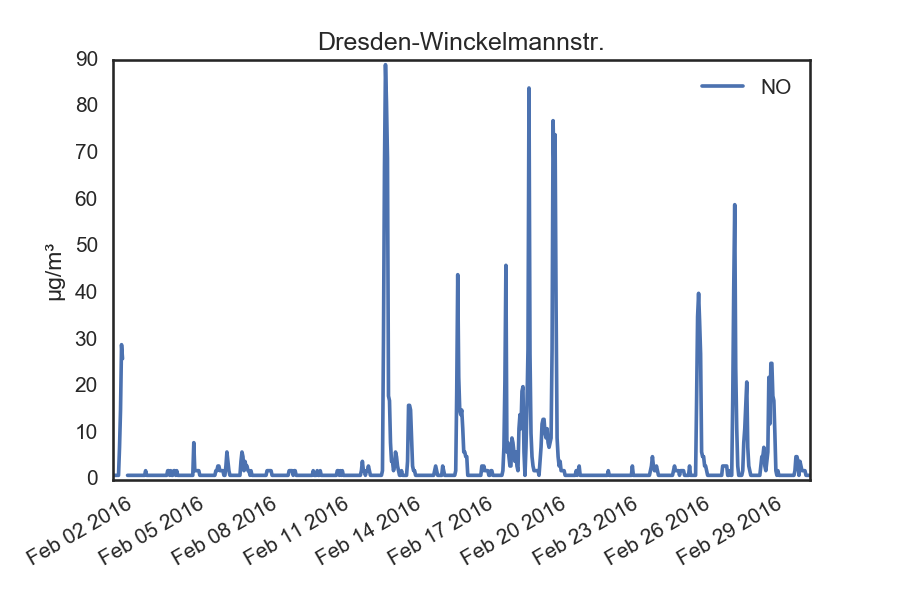 Dresden-Winckelmannstr.
NO
µg/m³
90
80
70
60
50
40
30
20
10
0
Feb 02 2016
Feb 05 2016
Feb 08 2016
Feb 11 2016
Feb 14 2016
Feb 17 2016
Feb 20 2016
Feb 23 2016
Feb 26 2016
Feb 29 2016